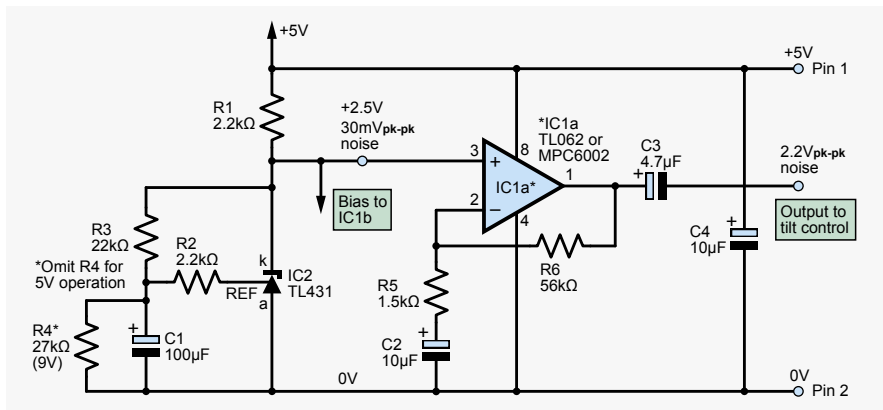 +5V
+5V
Pin 1
R1
2.2kΩ
+2.5V
30mVpk-pk
noise
*IC1a
TL062 or
MPC6002
C3
4.7µF
+
2.2Vpk-pk
noise
3
+
8
IC1a*
1
2
–
4
Bias to
IC1b
Output to
tilt control
R3
22kΩ
R2
2.2kΩ
*Omit R4 for
5V operation
k
IC2
TL431
REF
a
R6
56kΩ
R5
1.5kΩ
C4
10µF
+
R4*
27kΩ
(9V)
+
C1
100µF
+
C2
10µF
0V
0V
Pin 2